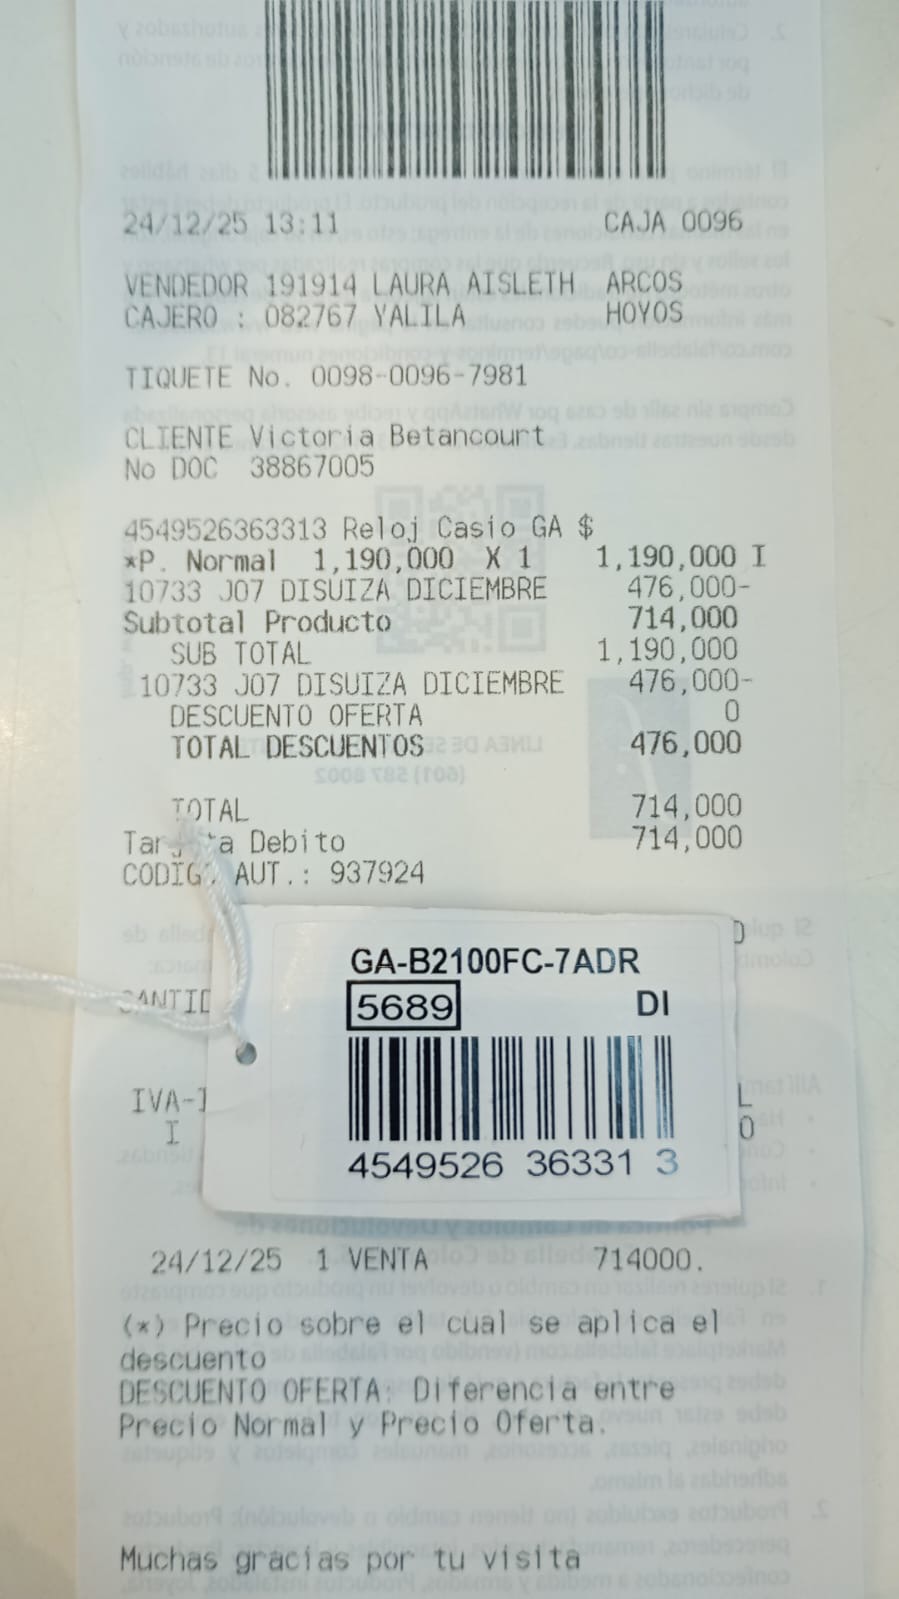 24/12/25 13:11 CAJA 0096
VENDEDOR 191914 LAURA AISLETH ARCOS
CAJERO : 082767 YALILA HOYOS
TIQUETE No. 0098-0096-7981
CLIENTE Victoria Betancourt
No DOC 38867005
4549526363313 Reloj Casio GA $
*P. Normal 1,190,000 X 1 1,190,000 I
10733 J07 DISUIZA DICIEMBRE 476,000-
Subtotal Producto 714,000
SUB TOTAL 1,190,000
10733 J07 DISUIZA DICIEMBRE 476,000-
DESCUENTO OFERTA 0
TOTAL DESCUENTOS 476,000
TOTAL 714,000
Debito 714,000
AUT.: 937924
GA-B2100FC-7ADR
5689 DI
4549526 36331 3
IVA-
I
24/12/25 1 VENTA 714000.
(*) Precio sobre el cual se aplica el
descuento
DESCUENTO OFERTA: Diferencia entre
Precio Normal y Precio Oferta.
Muchas gracias por tu visita